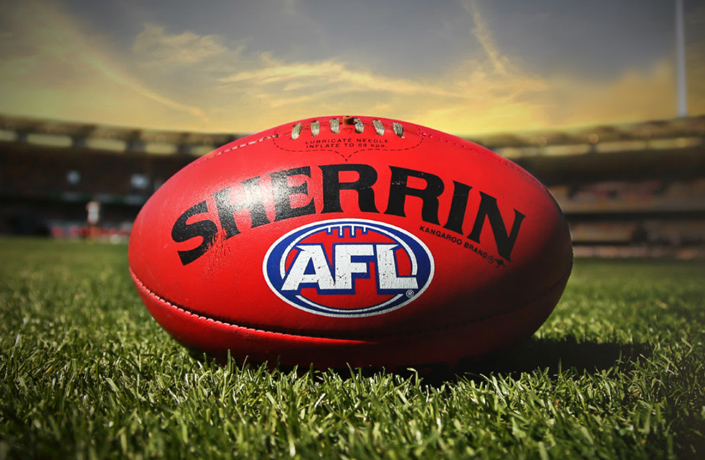 LUBRICATE NEEDLE
INFLATE TO 69 kpa.
SHERRIN
KANGAROO BRAND
AFL
®